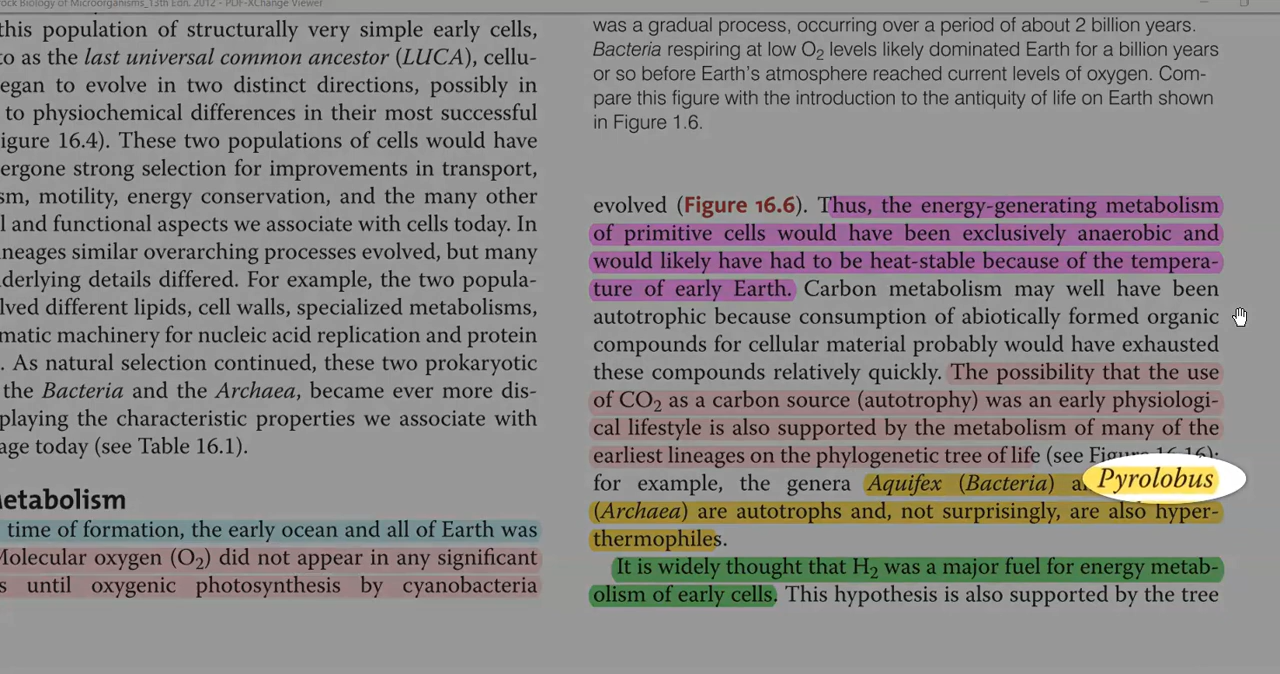 rock Biology of Microorganisms_13th Edn, 2012 - PDF-XChange Viewer
this population of structurally very simple early cells,
to as the last universal common ancestor (LUCA), cellu-
egan to evolve in two distinct directions, possibly in
to physiochemical differences in their most successful
igure 16.4). These two populations of cells would have
ergone strong selection for improvements in transport,
sm, motility, energy conservation, and the many other
l and functional aspects we associate with cells today. In
ineages similar overarching processes evolved, but many
nderlying details differed. For example, the two popula-
lved different lipids, cell walls, specialized metabolisms,
matic machinery for nucleic acid replication and protein
. As natural selection continued, these two prokaryotic
the Bacteria and the Archaea, became ever more dis-
playing the characteristic properties we associate with
age today (see Table 16.1).
Metabolism
time of formation, the early ocean and all of Earth was
Molecular oxygen (O₂) did not appear in any significant
s until oxygenic photosynthesis by cyanobacteria
was a gradual process, occurring over a period of about 2 billion years.
Bacteria respiring at low O₂ levels likely dominated Earth for a billion years
or so before Earth's atmosphere reached current levels of oxygen. Com-
pare this figure with the introduction to the antiquity of life on Earth shown
in Figure 1.6.
evolved (Figure 16.6). Thus, the energy-generating metabolism
of primitive cells would have been exclusively anaerobic and
would likely have had to be heat-stable because of the tempera-
ture of early Earth. Carbon metabolism may well have been
autotrophic because consumption of abiotically formed organic
compounds for cellular material probably would have exhausted
these compounds relatively quickly. The possibility that the use
of CO₂ as a carbon source (autotrophy) was an early physiologi-
cal lifestyle is also supported by the metabolism of many of the
earliest lineages on the phylogenetic tree of life (see Figure 16.16);
for example, the genera Aquifex (Bacteria) a Pyrolobus
(Archaea) are autotrophs and, not surprisingly, are also hyper-
thermophiles.
It is widely thought that H₂ was a major fuel for energy metab-
olism of early cells. This hypothesis is also supported by the tree